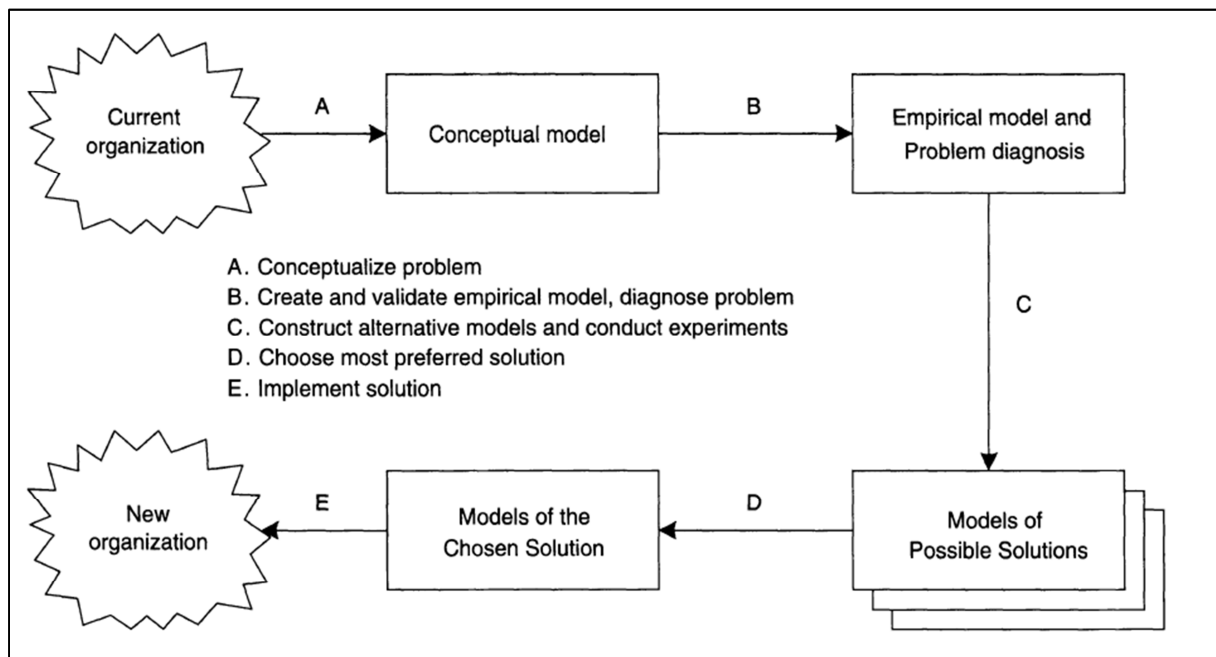 Current
organization
A
Conceptual model
B
Empirical model and
Problem diagnosis
A. Conceptualize problem
B. Create and validate empirical model, diagnose problem
C. Construct alternative models and conduct experiments
D. Choose most preferred solution
E. Implement solution
C
New
organization
E
Models of the
Chosen Solution
D
Models of
Possible Solutions